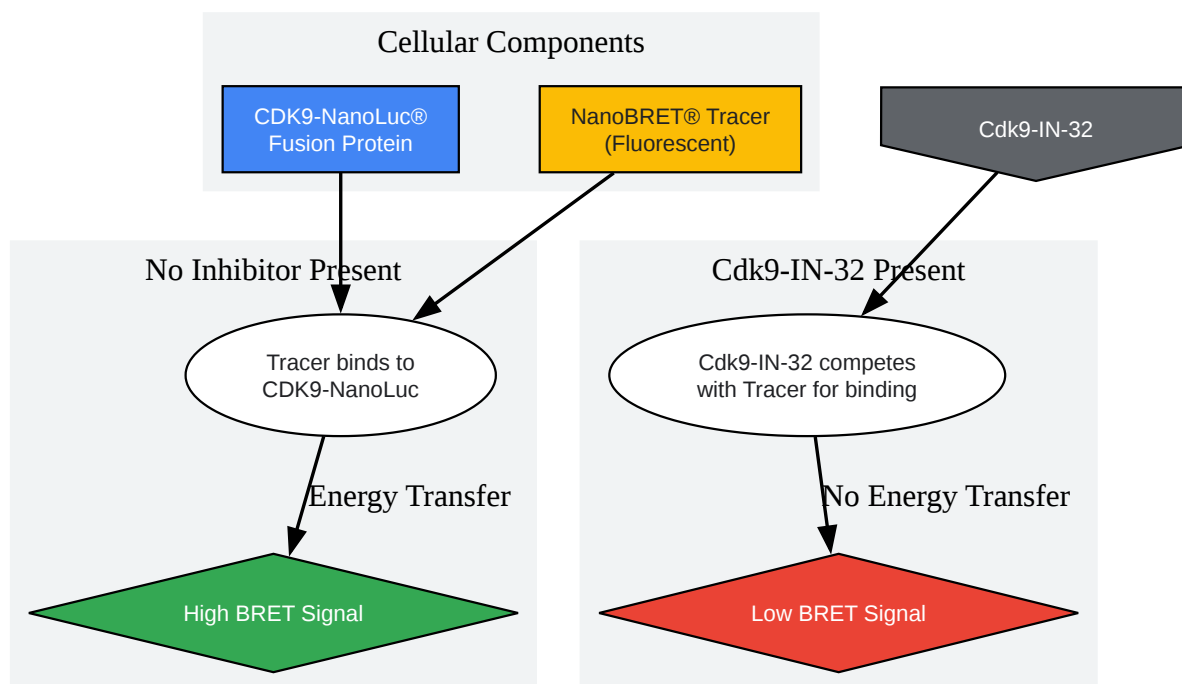 Cellular Components
CDK9-NanoLuc®
Fusion Protein
NanoBRET® Tracer
(Fluorescent)
Cdk9-IN-32
No Inhibitor Present
Cdk9-IN-32 Present
Tracer binds to
CDK9-NanoLuc
Cdk9-IN-32 competes
with Tracer for binding
Energy Transfer
No Energy Transfer
High BRET Signal
Low BRET Signal